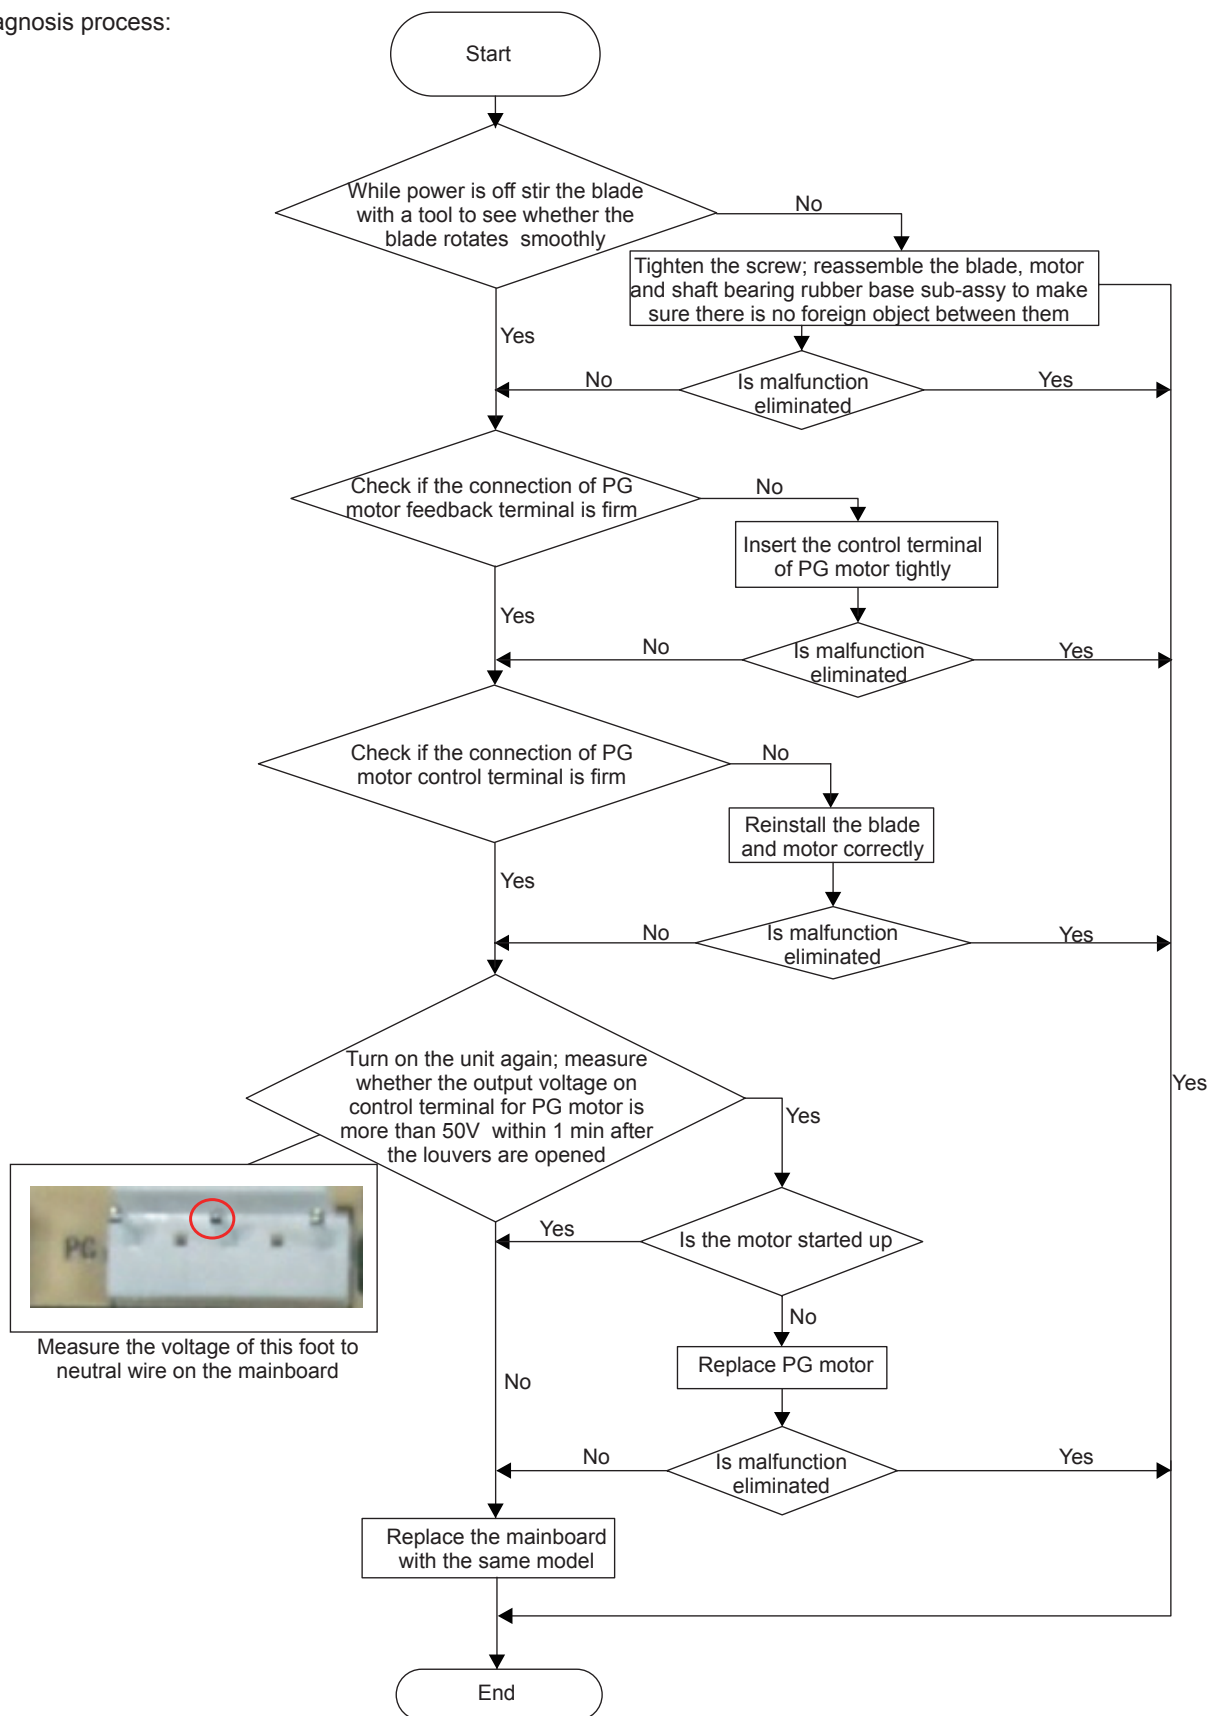 agnosis process:
Start
While power is off stir the blade
with a tool to see whether the
blade rotates smoothly
No
Tighten the screw; reassemble the blade, motor
and shaft bearing rubber base sub-assy to make
sure there is no foreign object between them
Yes
No
Is malfunction
eliminated
Yes
Check if the connection of PG
motor feedback terminal is firm
No
Insert the control terminal
of PG motor tightly
Yes
No
Is malfunction
eliminated
Yes
Check if the connection of PG
motor control terminal is firm
No
Reinstall the blade
and motor correctly
Yes
No
Is malfunction
eliminated
Yes
Turn on the unit again; measure
whether the output voltage on
control terminal for PG motor is
more than 50V within 1 min after
the louvers are opened
Yes
Yes
PG
Measure the voltage of this foot to
neutral wire on the mainboard
Yes
Is the motor started up
No
Replace PG motor
No
No
Is malfunction
eliminated
Yes
Replace the mainboard
with the same model
End